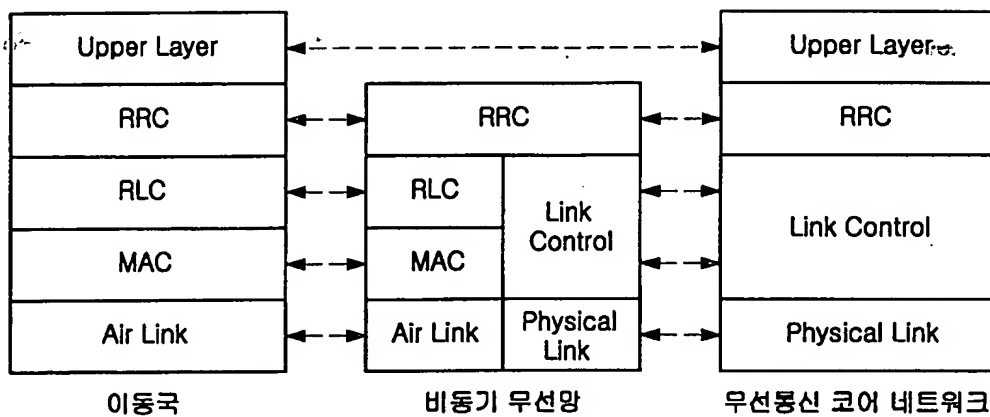 Upper Layer
RRC
RLC
MAC
Air Link
이동국
RRC
RLC
MAC
Link
Control
Air Link
Physical
Link
비동기 무선망
Upper Layer
RRC
Link Control
Physical Link
무선통신 코어 네트워크